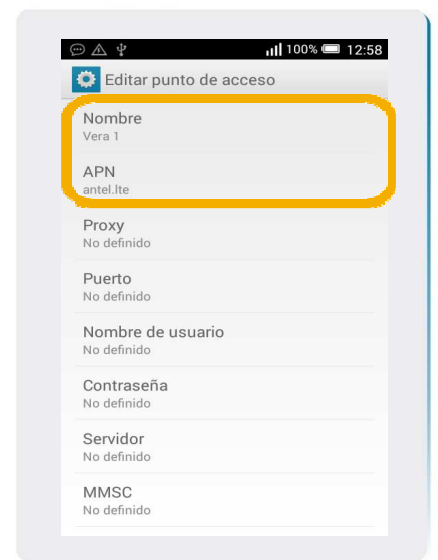 100% 12:58
Editar punto de acceso
Nombre
Vera 1
APN
antel.lte
Proxy
No definido
Puerto
No definido
Nombre de usuario
No definido
Contraseña
No definido
Servidor
No definido
MMSC
No definido